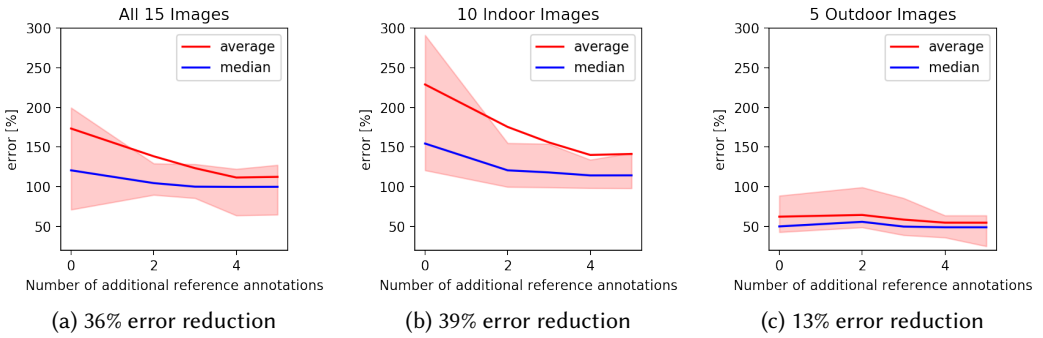 All 15 Images
300
250
200
150
100
50
error [%]
average
median
0 2 4
Number of additional reference annotations
(a) 36% error reduction
10 Indoor Images
300
250
200
150
100
50
error [%]
average
median
0 2 4
Number of additional reference annotations
(b) 39% error reduction
5 Outdoor Images
300
250
200
150
100
50
error [%]
average
median
0 2 4
Number of additional reference annotations
(c) 13% error reduction